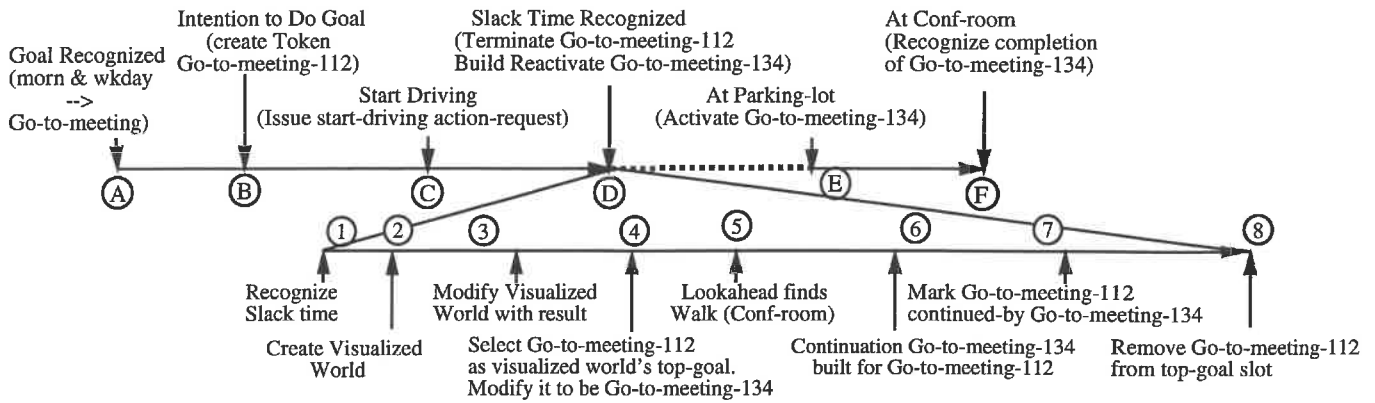 Goal Recognized
(morn & wkday
-->
Go-to-meeting)
Intention to Do Goal
(create Token
Go-to-meeting-112)
Start Driving
(Issue start-driving action-request)
Slack Time Recognized
(Terminate Go-to-meeting-112
Build Reactivate Go-to-meeting-134)
At Parking-lot
(Activate Go-to-meeting-134)
At Conf-room
(Recognize completion
of Go-to-meeting-134)
A
B
C
D
E
F
1
2
3
4
5
6
7
8
Recognize
Slack time
Create Visualized
World
Modify Visualized
World with result
Select Go-to-meeting-112
as visualized world's top-goal.
Modify it to be Go-to-meeting-134
Lookahead finds
Walk (Conf-room)
Continuation Go-to-meeting-134
built for Go-to-meeting-112
Mark Go-to-meeting-112
continued-by Go-to-meeting-134
Remove Go-to-meeting-112
from top-goal slot